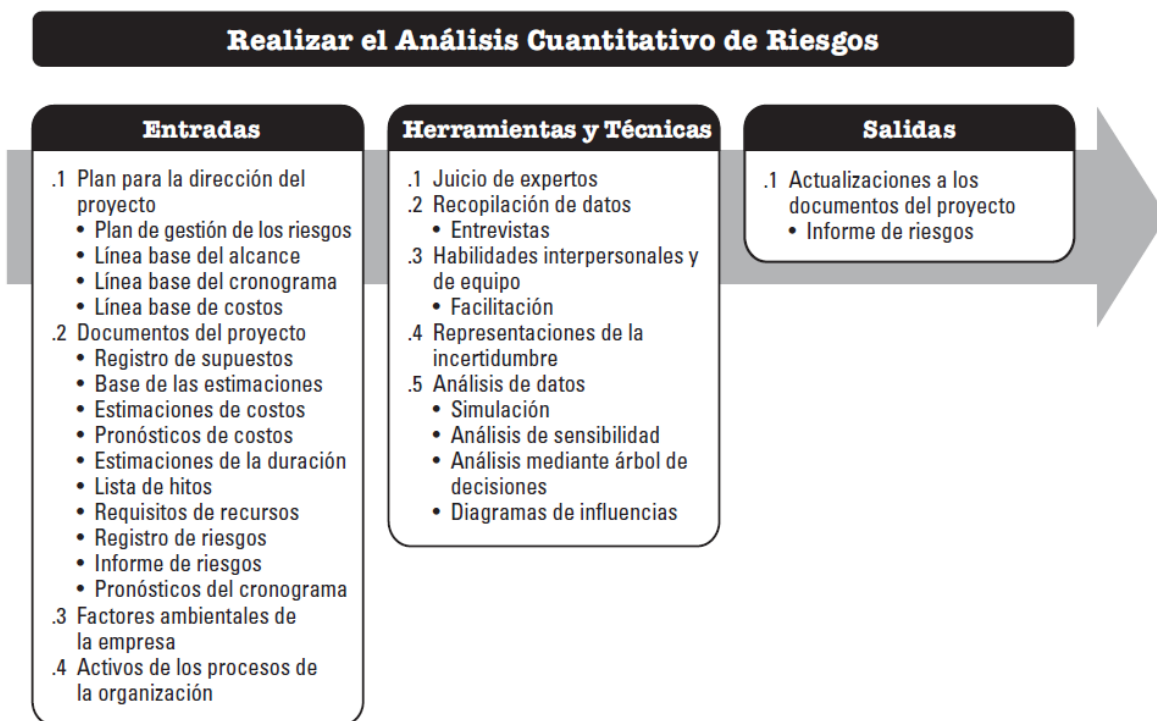 Realizar el Análisis Cuantitativo de Riesgos
Entradas
.1 Plan para la dirección del
proyecto
• Plan de gestión de los riesgos
• Línea base del alcance
• Línea base del cronograma
• Línea base de costos
.2 Documentos del proyecto
• Registro de supuestos
• Base de las estimaciones
• Estimaciones de costos
• Pronósticos de costos
• Estimaciones de la duración
• Lista de hitos
• Requisitos de recursos
• Registro de riesgos
• Informe de riesgos
• Pronósticos del cronograma
.3 Factores ambientales de
la empresa
.4 Activos de los procesos de
la organización
Herramientas y Técnicas
.1 Juicio de expertos
.2 Recopilación de datos
• Entrevistas
.3 Habilidades interpersonales y
de equipo
• Facilitación
.4 Representaciones de la
incertidumbre
.5 Análisis de datos
• Simulación
• Análisis de sensibilidad
• Análisis mediante árbol de
decisiones
• Diagramas de influencias
Salidas
.1 Actualizaciones a los
documentos del proyecto
• Informe de riesgos